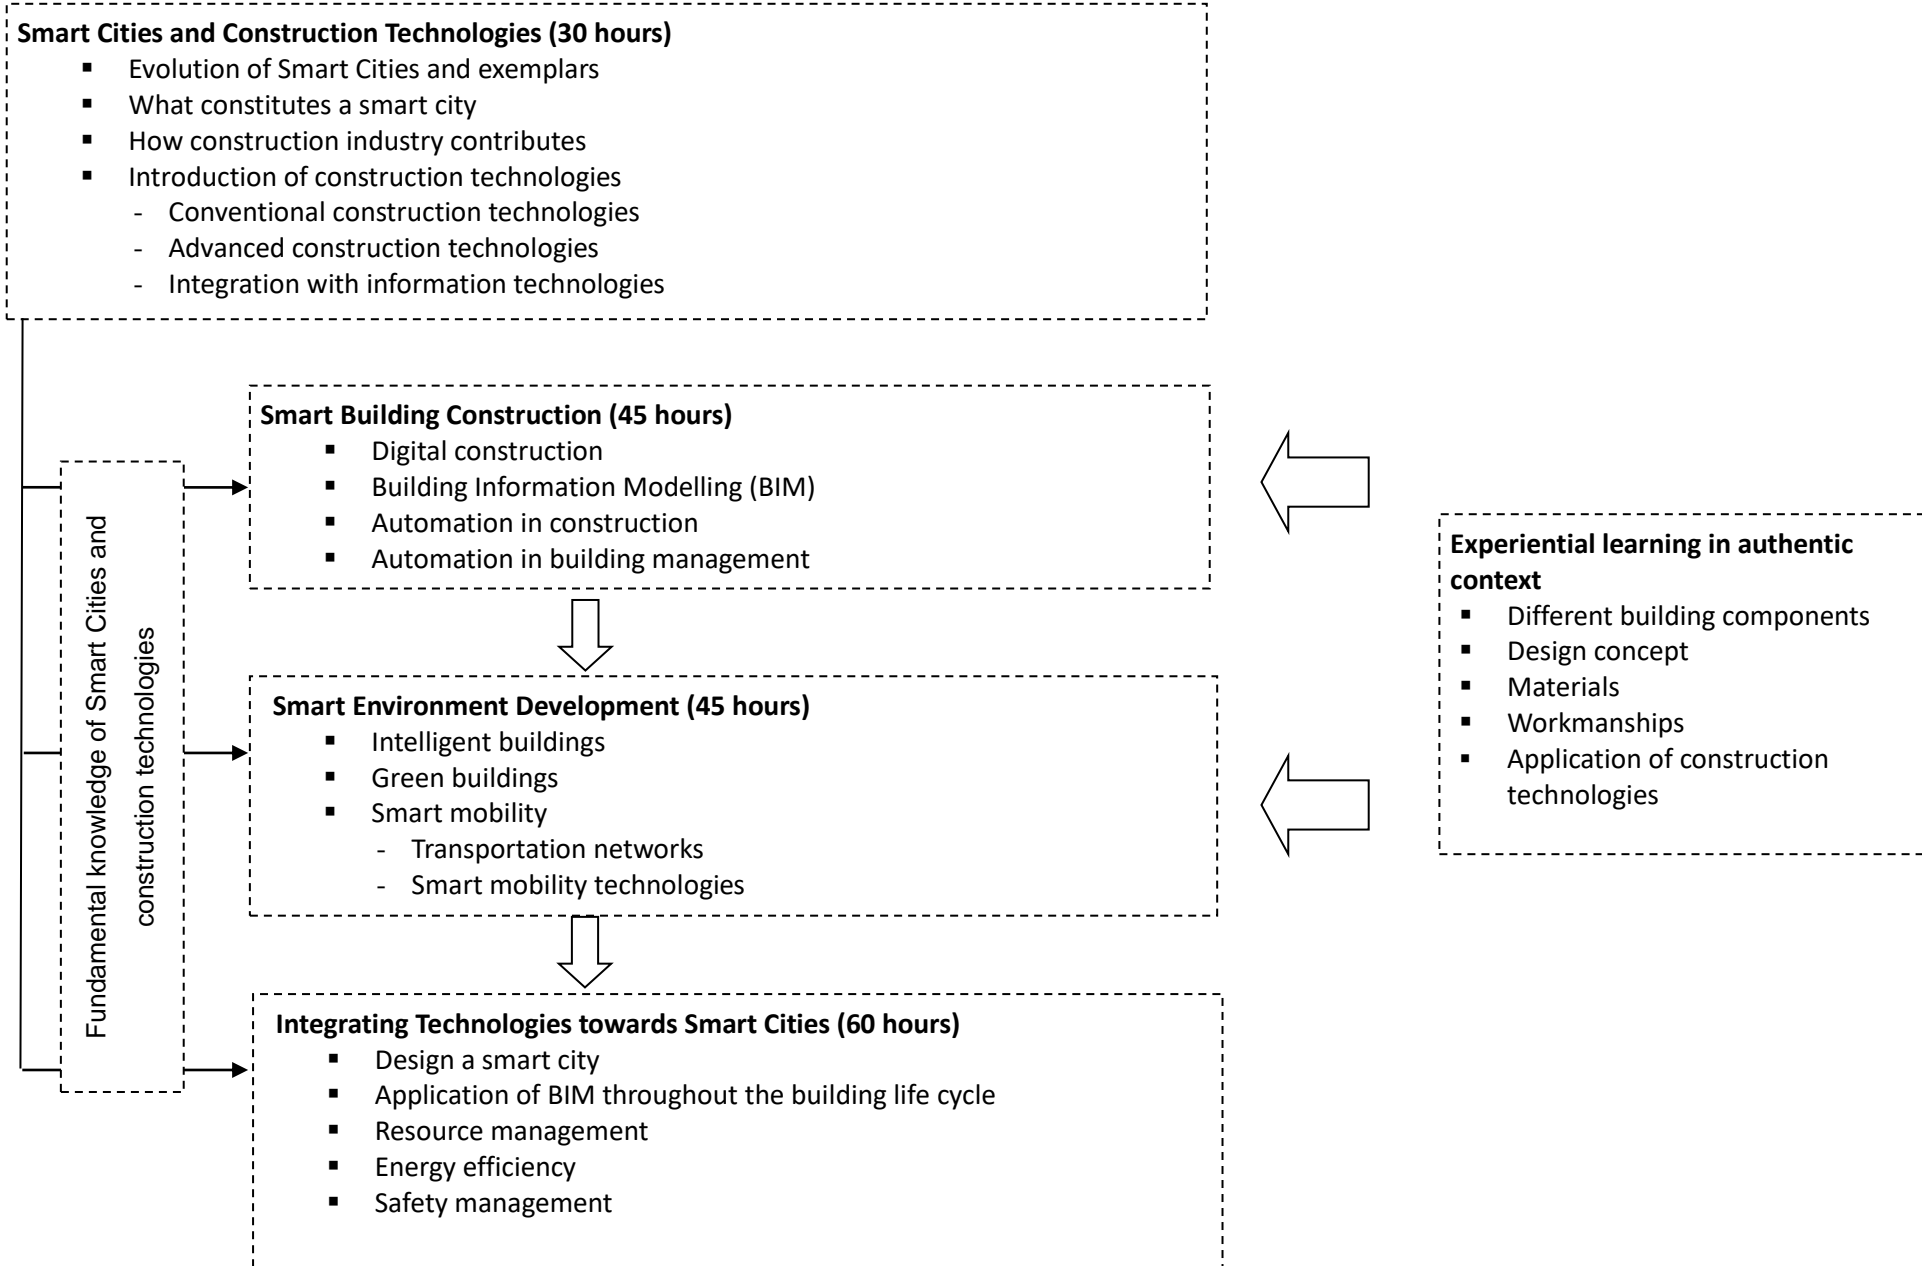 Smart Cities and Construction Technologies (30 hours)
▪ Evolution of Smart Cities and exemplars
▪ What constitutes a smart city
▪ How construction industry contributes
▪ Introduction of construction technologies
- Conventional construction technologies
- Advanced construction technologies
- Integration with information technologies
Fundamental knowledge of Smart Cities and
construction technologies
Smart Building Construction (45 hours)
▪ Digital construction
▪ Building Information Modelling (BIM)
▪ Automation in construction
▪ Automation in building management
Smart Environment Development (45 hours)
▪ Intelligent buildings
▪ Green buildings
▪ Smart mobility
- Transportation networks
- Smart mobility technologies
Integrating Technologies towards Smart Cities (60 hours)
▪ Design a smart city
▪ Application of BIM throughout the building life cycle
▪ Resource management
▪ Energy efficiency
▪ Safety management
Experiential learning in authentic
context
▪ Different building components
▪ Design concept
▪ Materials
▪ Workmanships
▪ Application of construction
technologies